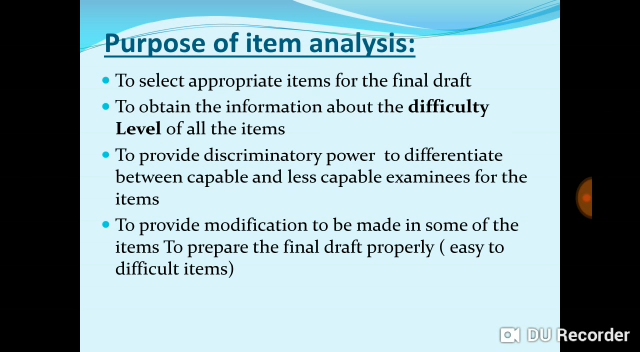 Purpose of item analysis:
To select appropriate items for the final draft
To obtain the information about the difficulty
Level of all the items
To provide discriminatory power to differentiate
between capable and less capable examinees for the
items
To provide modification to be made in some of the
items To prepare the final draft properly ( easy to
difficult items)
DU Recorder